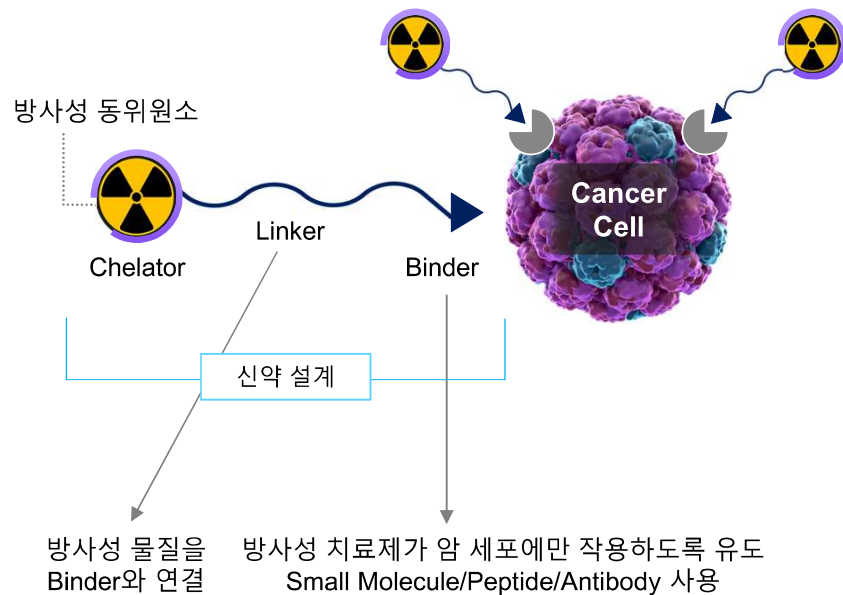 방사성 동위원소
Cancer
Cell
Linker
Chelator
Binder
신약 설계
방사성 물질을
Binder와 연결
방사성 치료제가 암 세포에만 작용하도록 유도
Small Molecule/Peptide/Antibody 사용